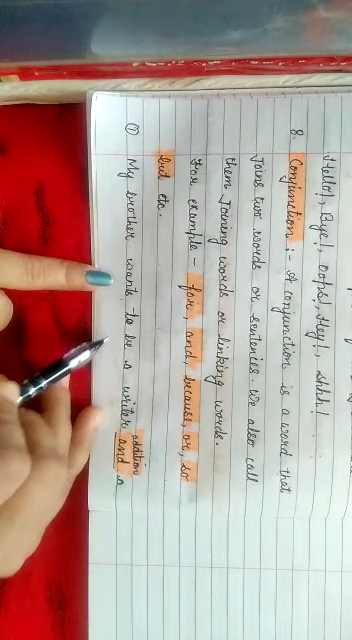 Hello!, Bye!, oops!, Hey!, shhh!
8. Conjunction :- A conjunction is a word that
Joins two words or sentences. We also call
them Joining words or linking words.
For example - for, and, because, or, so
but etc.
addition
① My brother wants to be a writer and a